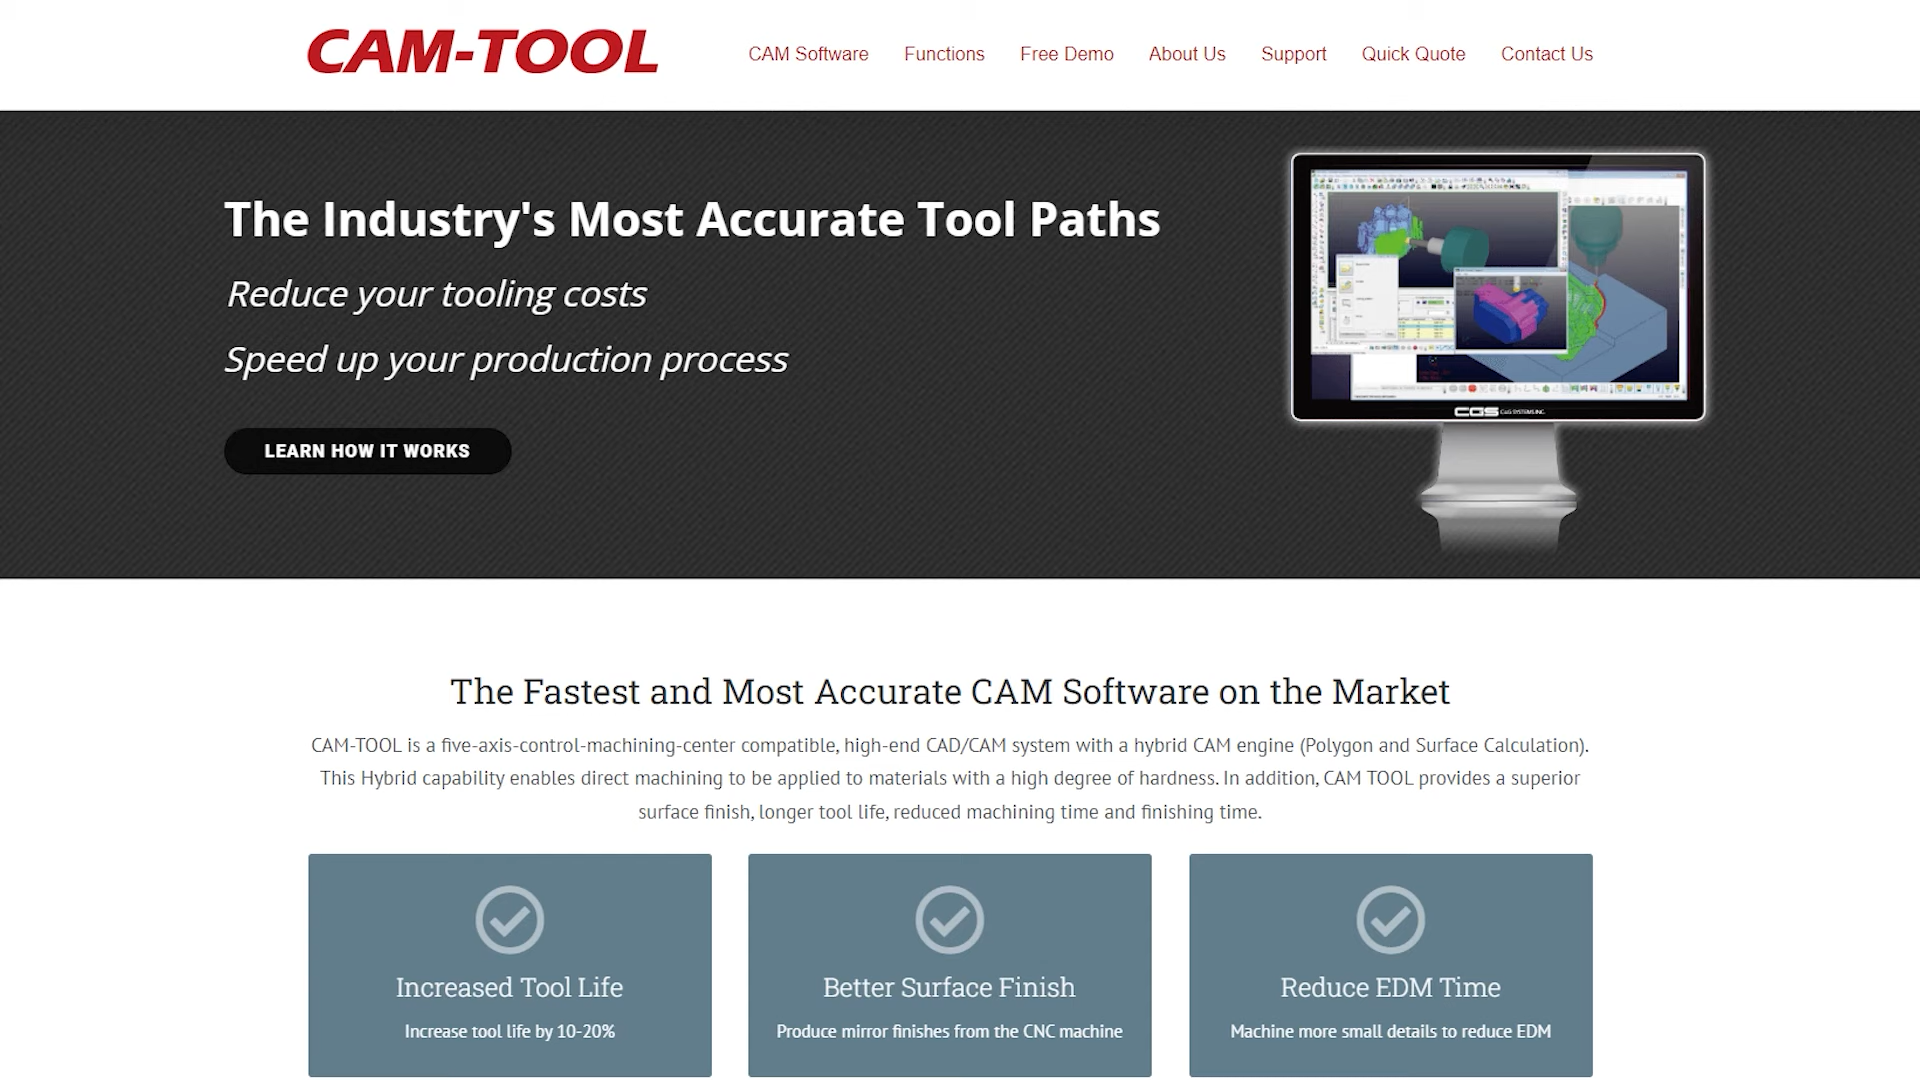 CAM-TOOL
CAM Software
Functions
Free Demo
About Us
Support
Quick Quote
Contact Us
The Industry's Most Accurate Tool Paths
Reduce your tooling costs
Speed up your production process
LEARN HOW IT WORKS
CGS C&G SYSTEMS INC.
The Fastest and Most Accurate CAM Software on the Market
CAM-TOOL is a five-axis-control-machining-center compatible, high-end CAD/CAM system with a hybrid CAM engine (Polygon and Surface Calculation).
This Hybrid capability enables direct machining to be applied to materials with a high degree of hardness. In addition, CAM TOOL provides a superior
surface finish, longer tool life, reduced machining time and finishing time.
Increased Tool Life
Increase tool life by 10-20%
Better Surface Finish
Produce mirror finishes from the CNC machine
Reduce EDM Time
Machine more small details to reduce EDM